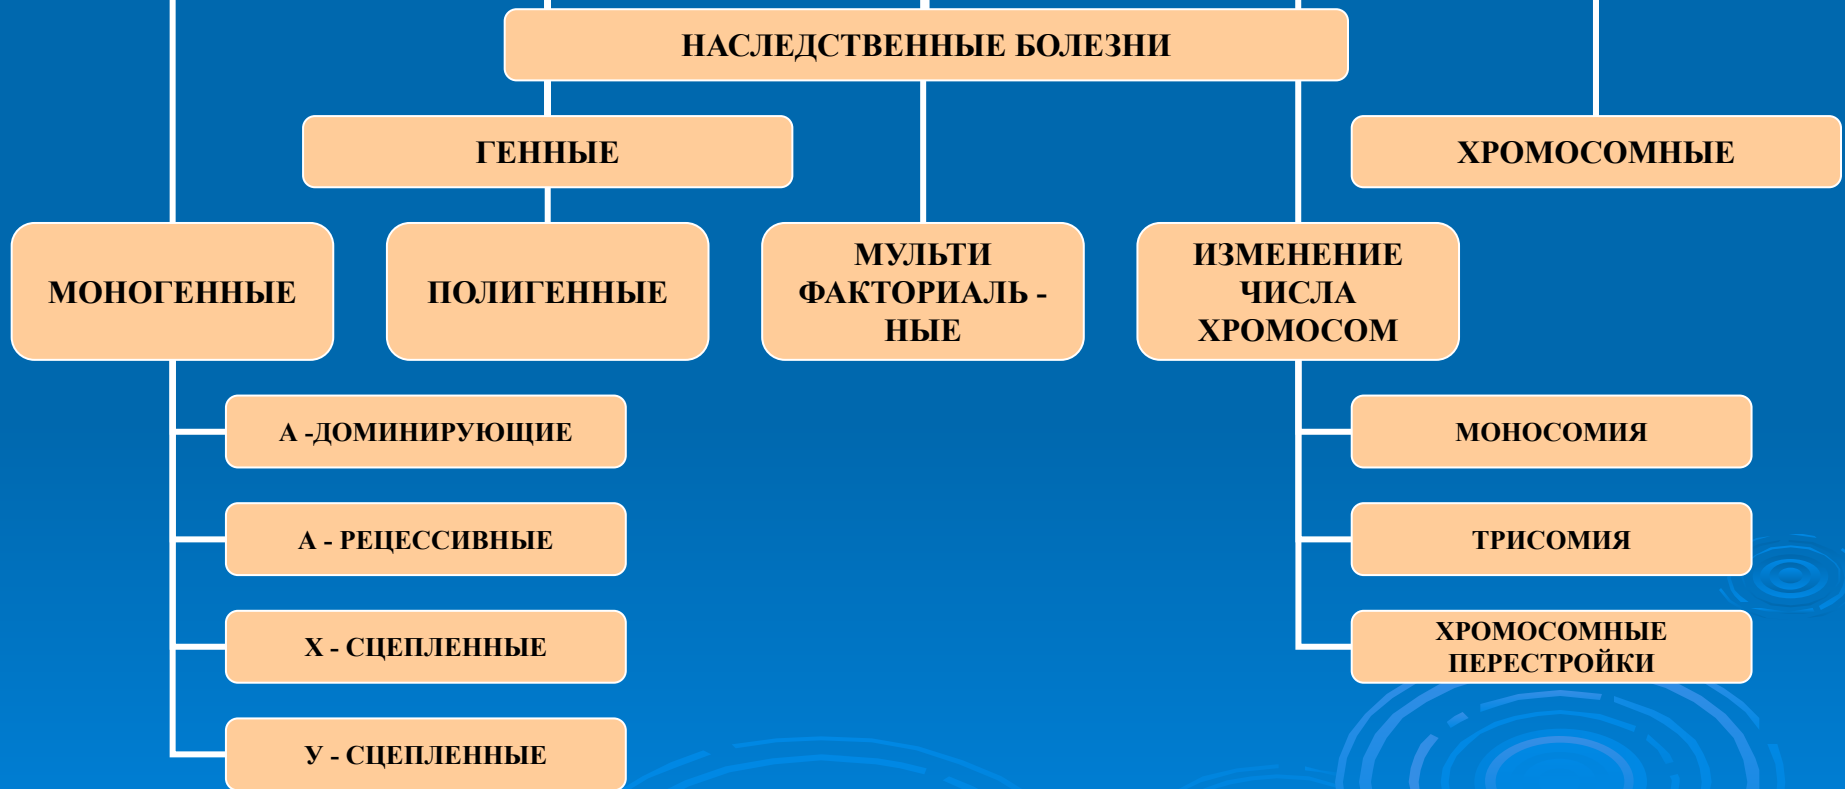 НАСЛЕДСТВЕННЫЕ БОЛЕЗНИ
ГЕННЫЕ
ХРОМОСОМНЫЕ
МОНОГЕННЫЕ
ПОЛИГЕННЫЕ
МУЛЬТИ
ФАКТОРИАЛЬ -
НЫЕ
ИЗМЕНЕНИЕ
ЧИСЛА
ХРОМОСОМ
А -ДОМИНИРУЮЩИЕ
А - РЕЦЕССИВНЫЕ
Х - СЦЕПЛЕННЫЕ
У - СЦЕПЛЕННЫЕ
МОНОСОМИЯ
ТРИСОМИЯ
ХРОМОСОМНЫЕ
ПЕРЕСТРОЙКИ